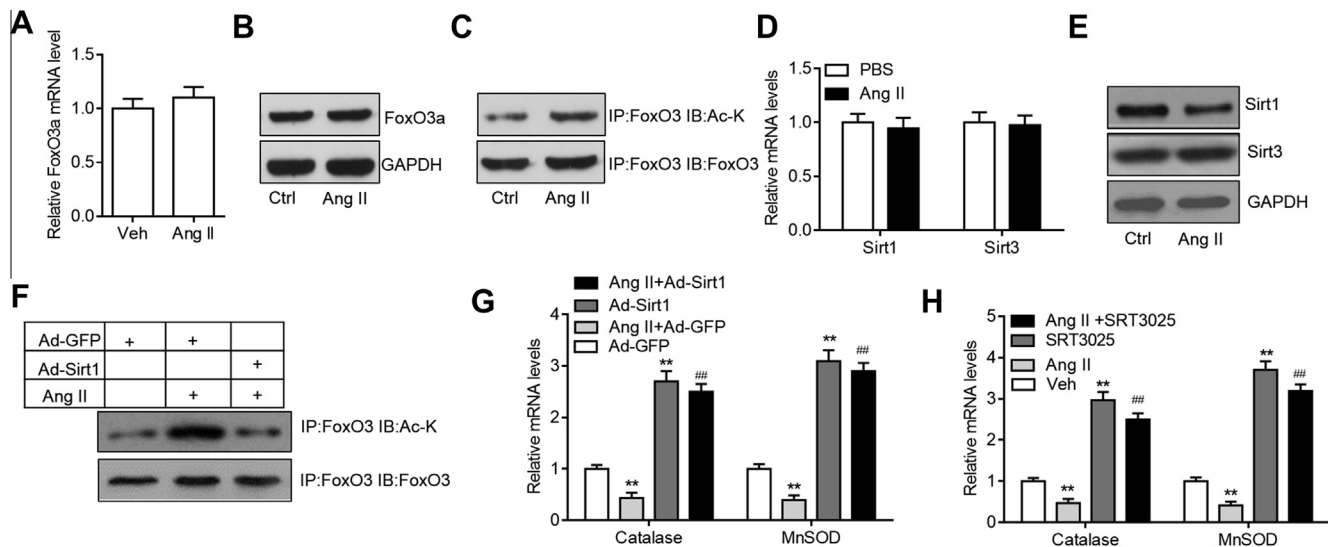 A
Relative FoxO3a mRNA level
1.5
1.0
0.5
0.0
Veh
Ang II
B
FoxO3a
GAPDH
Ctrl
Ang II
C
IP:FoxO3 IB:Ac-K
IP:FoxO3 IB:FoxO3
Ctrl
Ang II
D
Relative mRNA levels
PBS
Ang II
1.5
1.0
0.5
0.0
Sirt1
Sirt3
E
Sirt1
Sirt3
GAPDH
Ctrl
Ang II
F
Ad-GFP + +
Ad-Sirt1 +
Ang II + +
IP:FoxO3 IB:Ac-K
IP:FoxO3 IB:FoxO3
G
Relative mRNA levels
Ang II+Ad-Sirt1
Ad-Sirt1
Ang II+Ad-GFP
Ad-GFP
4
3
2
1
0
**
**
##
**
**
##
Catalase
MnSOD
H
Relative mRNA levels
Ang II +SRT3025
SRT3025
Ang II
Veh
5
4
3
2
1
0
**
**
##
**
**
##
Catalase
MnSOD